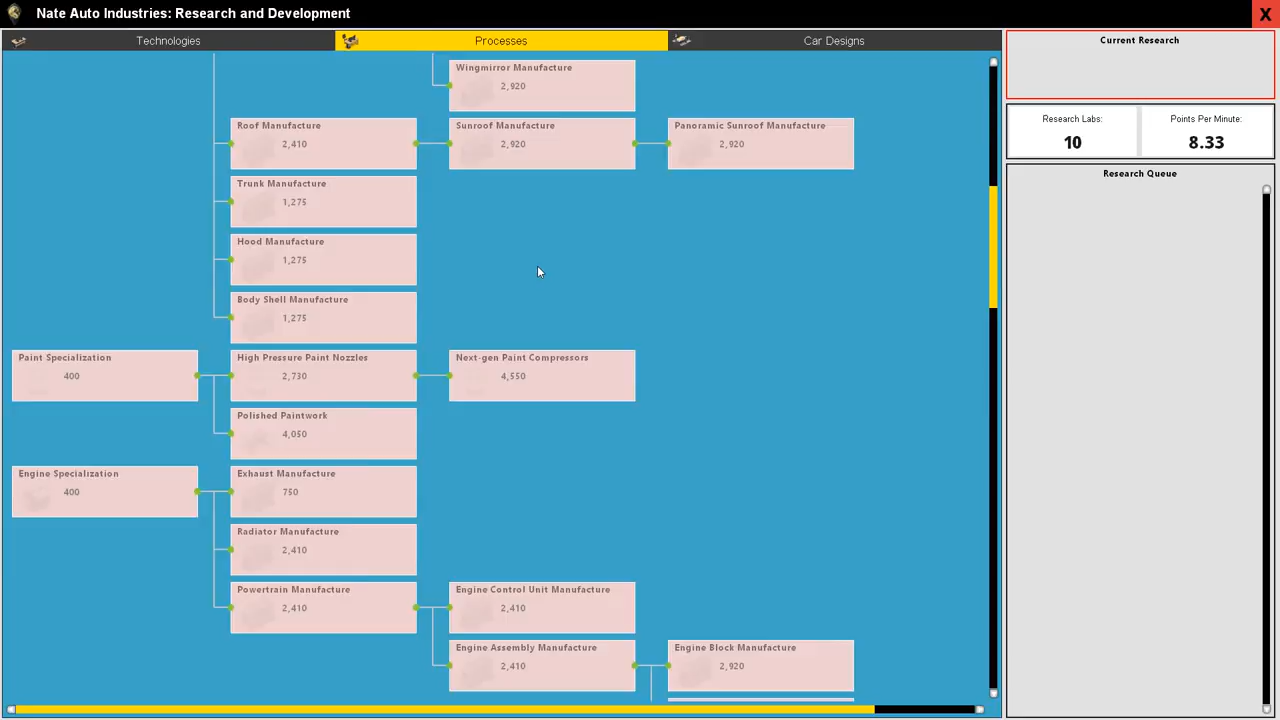 Nate Auto Industries: Research and Development
X
Technologies
Processes
Car Designs
Current Research
Research Labs:
10
Points Per Minute:
8.33
Research Queue
Wingmirror Manufacture
2,920
Roof Manufacture
2,410
Sunroof Manufacture
2,920
Panoramic Sunroof Manufacture
2,920
Trunk Manufacture
1,275
Hood Manufacture
1,275
Body Shell Manufacture
1,275
Paint Specialization
400
High Pressure Paint Nozzles
2,730
Next-gen Paint Compressors
4,550
Polished Paintwork
4,050
Engine Specialization
400
Exhaust Manufacture
750
Radiator Manufacture
2,410
Powertrain Manufacture
2,410
Engine Control Unit Manufacture
2,410
Engine Assembly Manufacture
2,410
Engine Block Manufacture
2,920